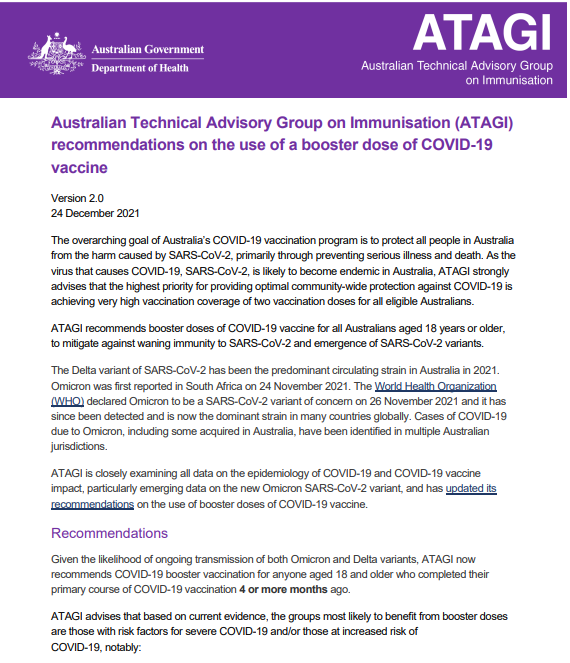 Australian Government
Department of Health
ATAGI
Australian Technical Advisory Group
on Immunisation
Australian Technical Advisory Group on Immunisation (ATAGI)
recommendations on the use of a booster dose of COVID-19
vaccine
Version 2.0
24 December 2021
The overarching goal of Australia's COVID-19 vaccination program is to protect all people in Australia
from the harm caused by SARS-CoV-2, primarily through preventing serious illness and death. As the
virus that causes COVID-19, SARS-CoV-2, is likely to become endemic in Australia, ATAGI strongly
advises that the highest priority for providing optimal community-wide protection against COVID-19 is
achieving very high vaccination coverage of two vaccination doses for all eligible Australians.
ATAGI recommends booster doses of COVID-19 vaccine for all Australians aged 18 years or older,
to mitigate against waning immunity to SARS-CoV-2 and emergence of SARS-CoV-2 variants.
The Delta variant of SARS-CoV-2 has been the predominant circulating strain in Australia in 2021.
Omicron was first reported in South Africa on 24 November 2021. The World Health Organization
(WHO) declared Omicron to be a SARS-CoV-2 variant of concern on 26 November 2021 and it has
since been detected and is now the dominant strain in many countries globally. Cases of COVID-19
due to Omicron, including some acquired in Australia, have been identified in multiple Australian
jurisdictions.
ATAGI is closely examining all data on the epidemiology of COVID-19 and COVID-19 vaccine
impact, particularly emerging data on the new Omicron SARS-CoV-2 variant, and has updated its
recommendations on the use of booster doses of COVID-19 vaccine.
Recommendations
Given the likelihood of ongoing transmission of both Omicron and Delta variants, ATAGI now
recommends COVID-19 booster vaccination for anyone aged 18 and older who completed their
primary course of COVID-19 vaccination 4 or more months ago.
ATAGI advises that based on current evidence, the groups most likely to benefit from booster doses
are those with risk factors for severe COVID-19 and/or those at increased risk of
COVID-19, notably: